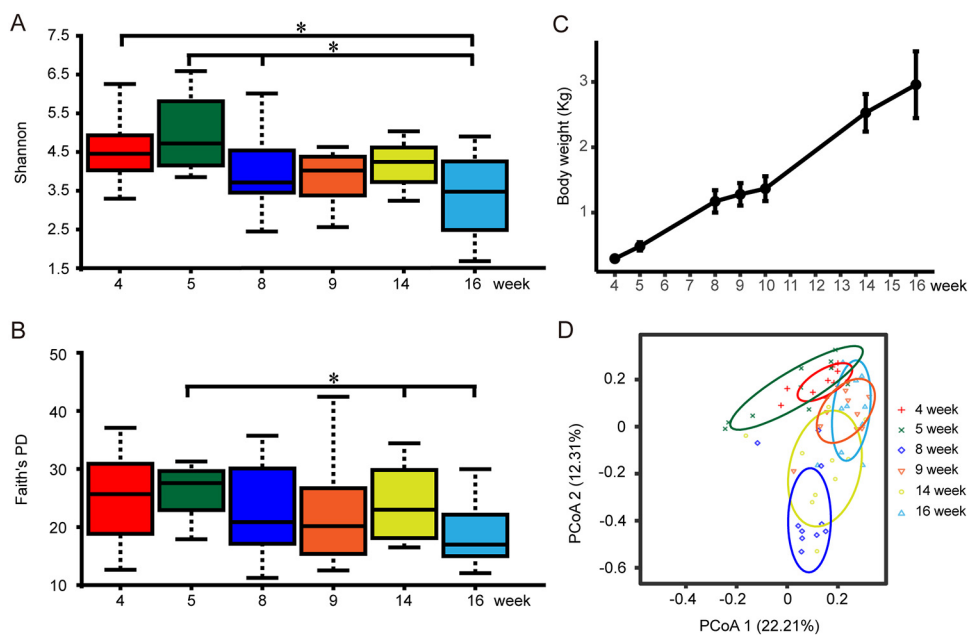 A
7.5
6.5
5.5
4.5
3.5
2.5
1.5
Shannon
*
*
4 5 8 9 14 16 week
B
50
40
30
20
10
Faith's PD
*
4 5 8 9 14 16 week
C
3
2
1
Body weight (Kg)
4 5 6 7 8 9 10 11 12 13 14 15 16 week
D
0.2
0
-0.2
-0.4
-0.6
PCoA 2 (12.31%)
-0.4 -0.2 0 0.2
PCoA 1 (22.21%)
4 week
5 week
8 week
9 week
14 week
16 week